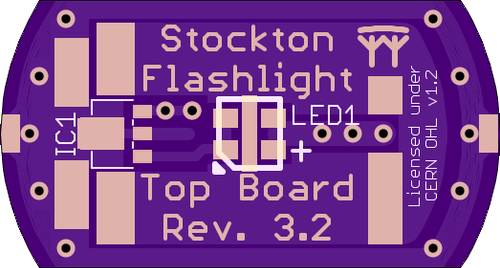 Stockton
Flashlight
IC1
LED1
+
Top Board
Rev. 3.2
Licensed under
CERN OHL v1.2